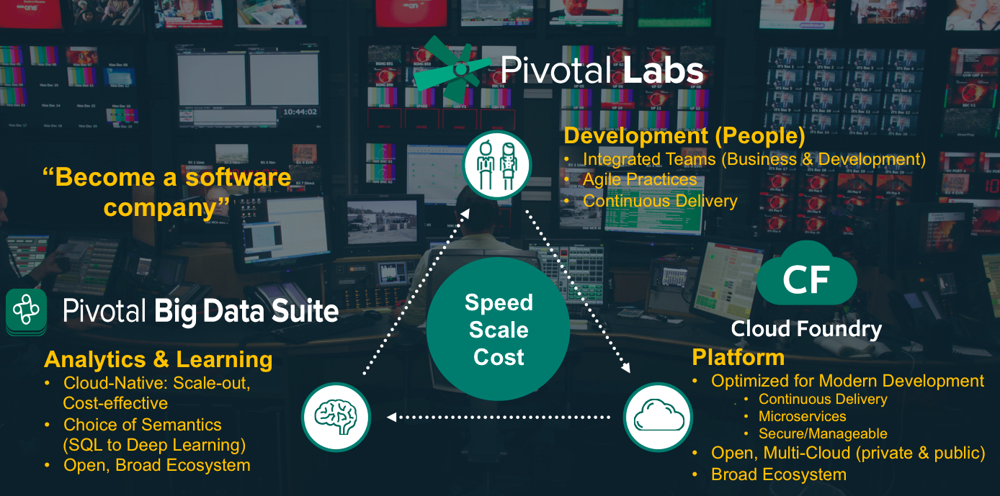 Pivotal Labs
Development (People)
• Integrated Teams (Business & Development)
• Agile Practices
• Continuous Delivery
“Become a software
company”
10:44:02
Speed
Scale
Cost
Pivotal Big Data Suite
Analytics & Learning
• Cloud-Native: Scale-out,
Cost-effective
• Choice of Semantics
(SQL to Deep Learning)
• Open, Broad Ecosystem
CF
Cloud Foundry
Platform
• Optimized for Modern Development
• Continuous Delivery
• Microservices
• Secure/Manageable
• Open, Multi-Cloud (private & public)
• Broad Ecosystem